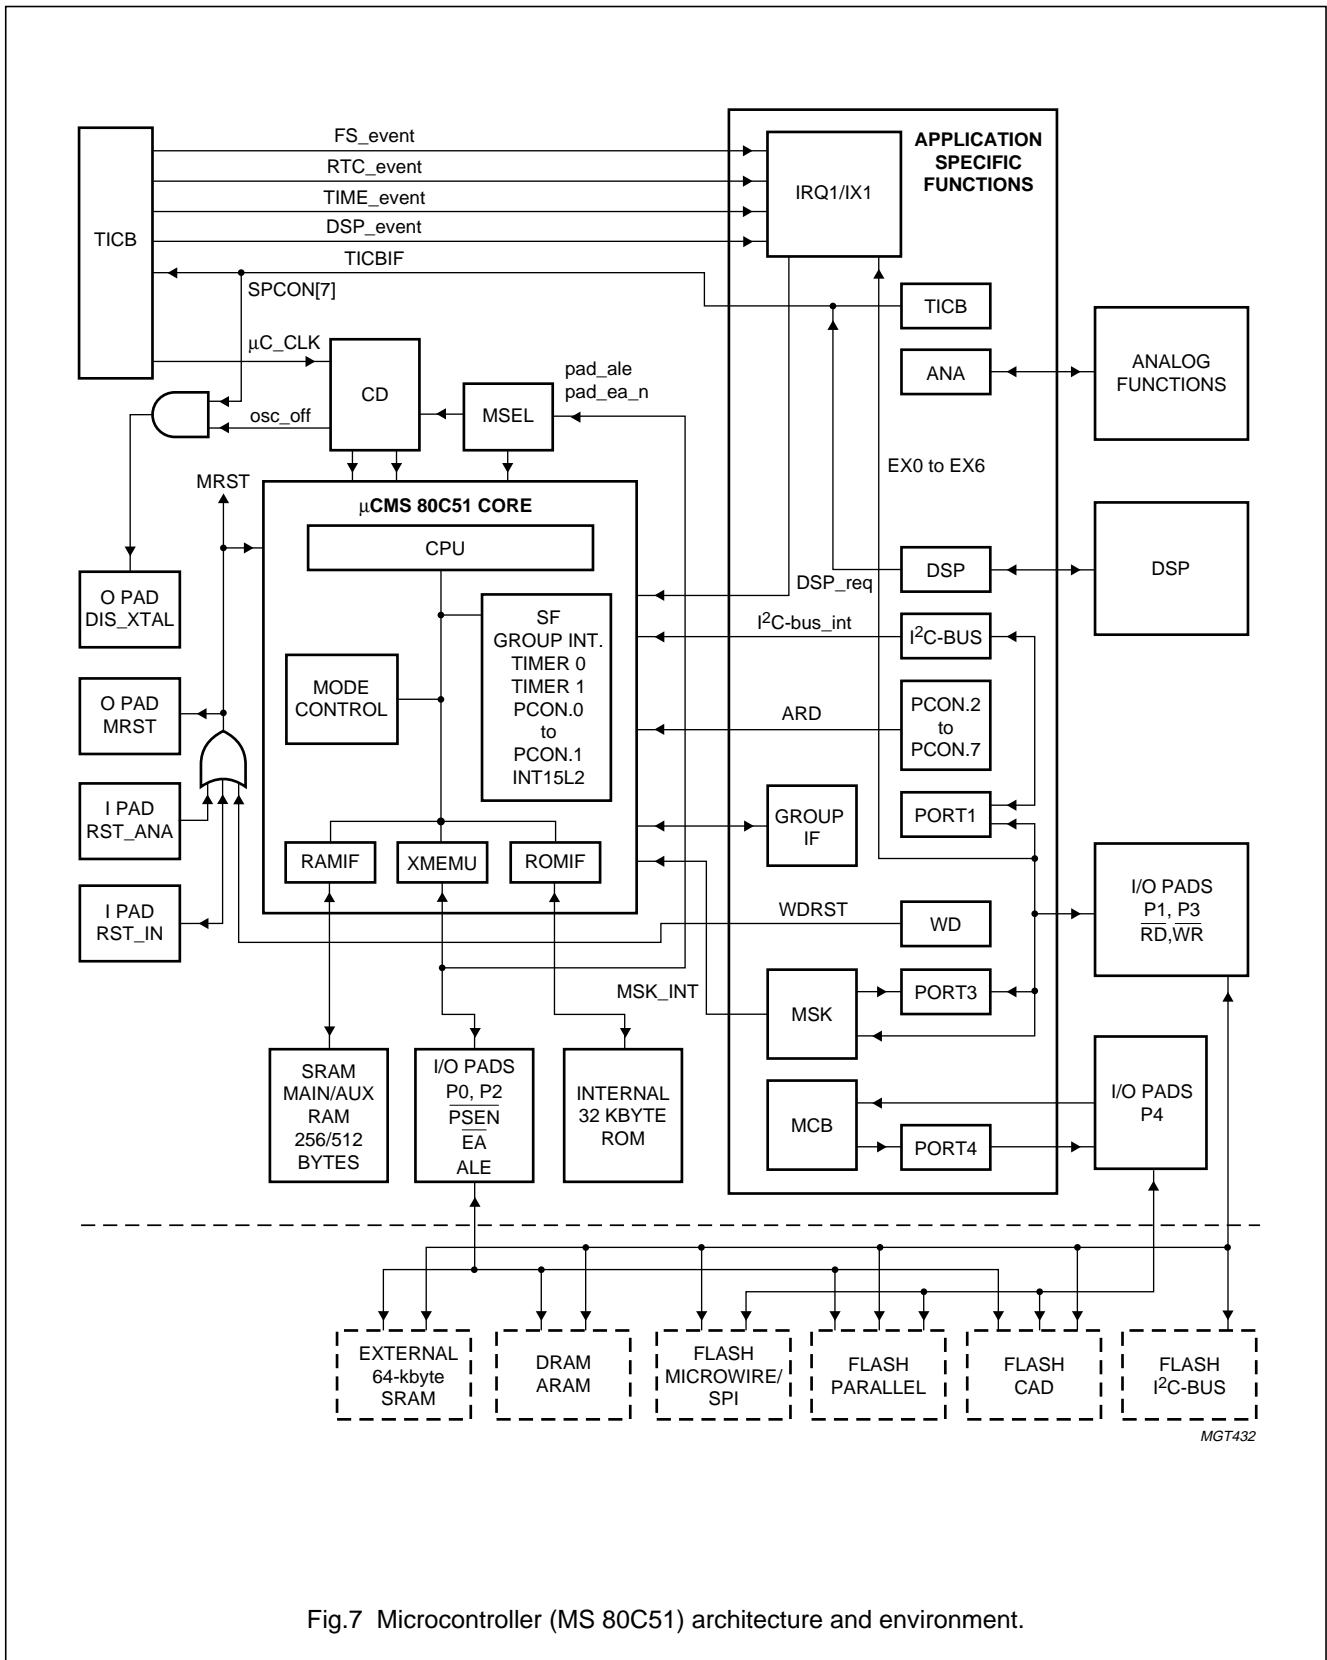 FS_event
RTC_event
TIME_event
DSP_event
TICBIF
TICB
SPCON[7]
μC_CLK
CD
pad_ale
pad_ea_n
MSEL
osc_off
MRST
O PAD
DIS_XTAL
O PAD
MRST
I PAD
RST_ANA
I PAD
RST_IN
μCMS 80C51 CORE
CPU
MODE
CONTROL
SF
GROUP INT.
TIMER 0
TIMER 1
PCON.0
to
PCON.1
INT15L2
RAMIF
XMEMU
ROMIF
APPLICATION
SPECIFIC
FUNCTIONS
IRQ1/IX1
TICB
ANA
ANALOG
FUNCTIONS
EX0 to EX6
DSP
DSP
DSP_req
I2C-bus_int
I2C-BUS
ARD
PCON.2
to
PCON.7
PORT1
GROUP
IF
I/O PADS
P1, P3
RD,WR
WDRST
WD
MSK_INT
MSK
PORT3
MCB
PORT4
I/O PADS
P4
SRAM
MAIN/AUX
RAM
256/512
BYTES
I/O PADS
P0, P2
PSEN
EA
ALE
INTERNAL
32 KBYTE
ROM
EXTERNAL
64-kbyte
SRAM
DRAM
ARAM
FLASH
MICROWIRE/
SPI
FLASH
PARALLEL
FLASH
CAD
FLASH
I2C-BUS
MGT432
Fig.7 Microcontroller (MS 80C51) architecture and environment.